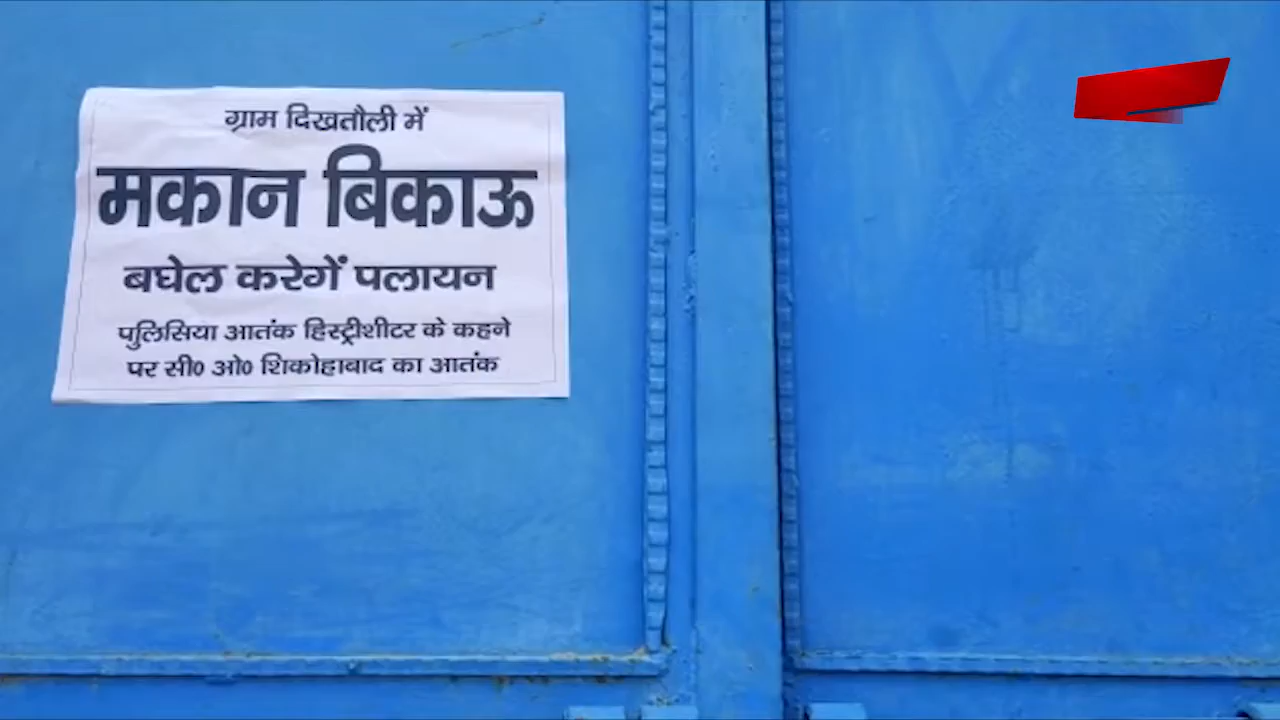 ग्राम दिखतौली में
मकान बिकाऊ
बघेल करेगें पलायन
पुलिसिया आतंक हिस्ट्रीशीटर के कहने
पर सी० ओ० शिकोहाबाद का आतंक